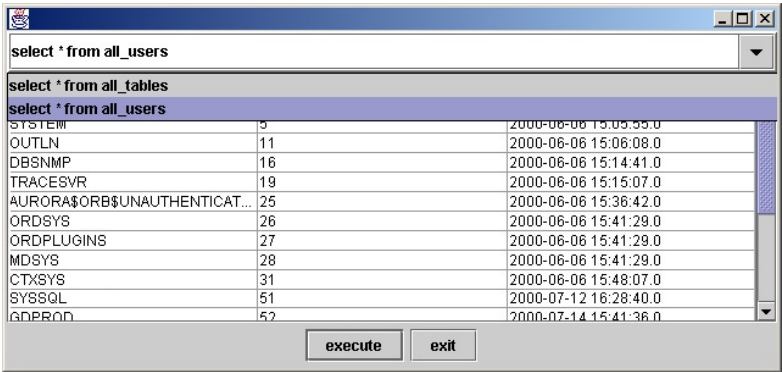 select * from all_users
select * from all_tables
select * from all_users
SYSTEM 5 2000-06-06 15:05:55.0
OUTLN 11 2000-06-06 15:06:08.0
DBSNMP 16 2000-06-06 15:14:41.0
TRACESVR 19 2000-06-06 15:15:07.0
AURORA$ORB$UNAUTHENTICAT... 25 2000-06-06 15:36:42.0
ORDSYS 26 2000-06-06 15:41:29.0
ORDPLUGINS 27 2000-06-06 15:41:29.0
MDSYS 28 2000-06-06 15:41:29.0
CTXSYS 31 2000-06-06 15:48:07.0
SYSSQL 51 2000-07-12 16:28:40.0
GDPROD 52 2000-07-14 15:41:36.0
execute exit